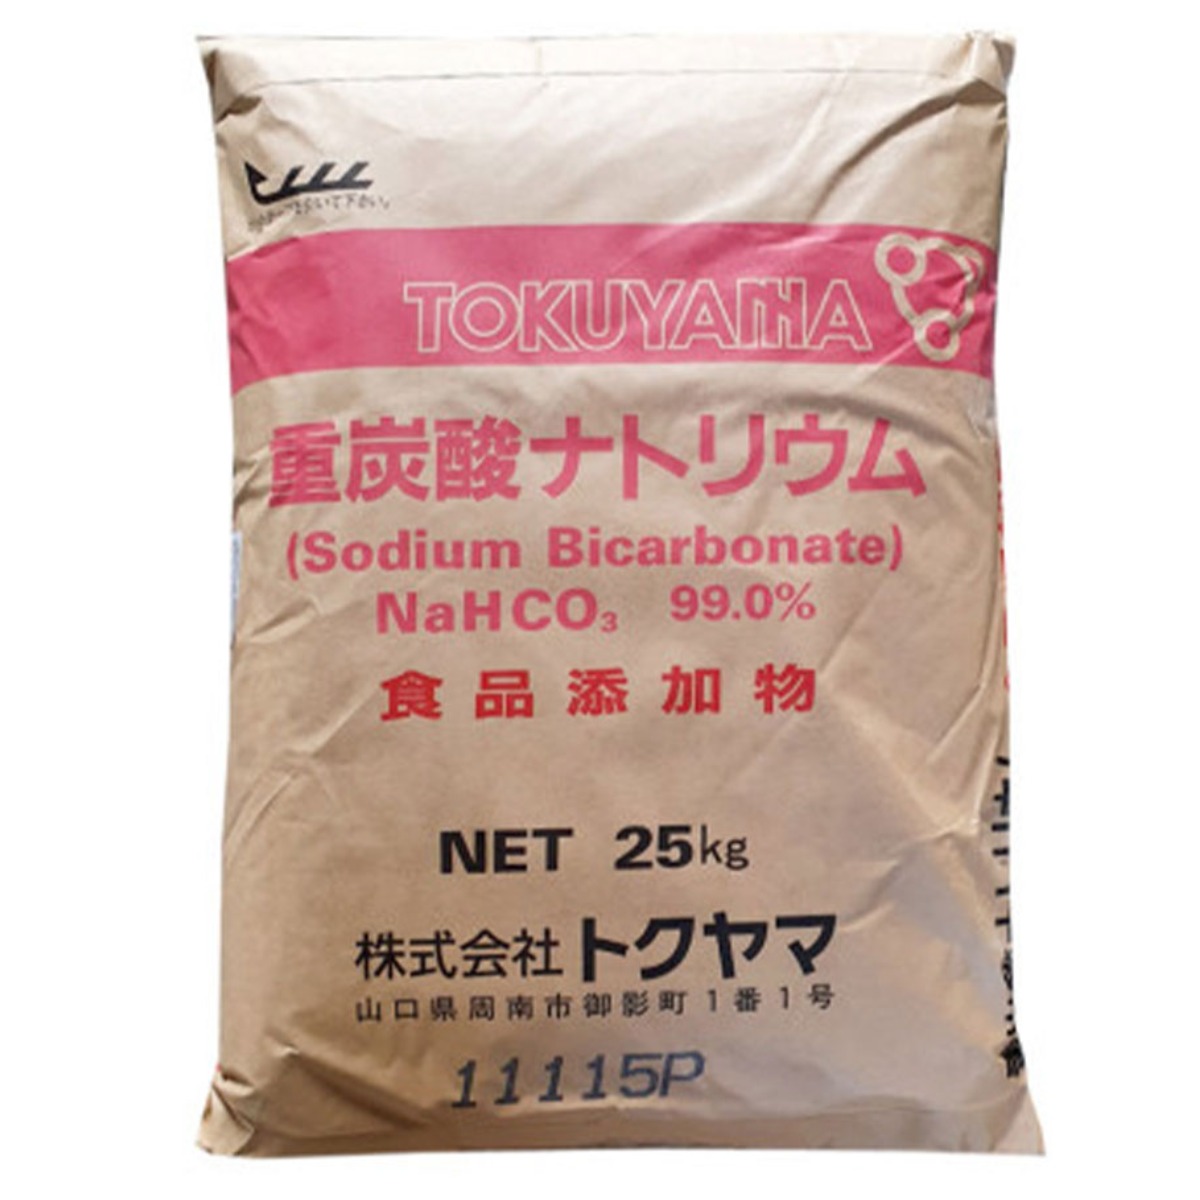 TOKUYAMA
重炭酸ナトリウム
(Sodium Bicarbonate)
NaHCO₃ 99.0%
食品添加物
NET 25kg
株式会社トクヤマ
山口県周南市御影町1番1号
11115P